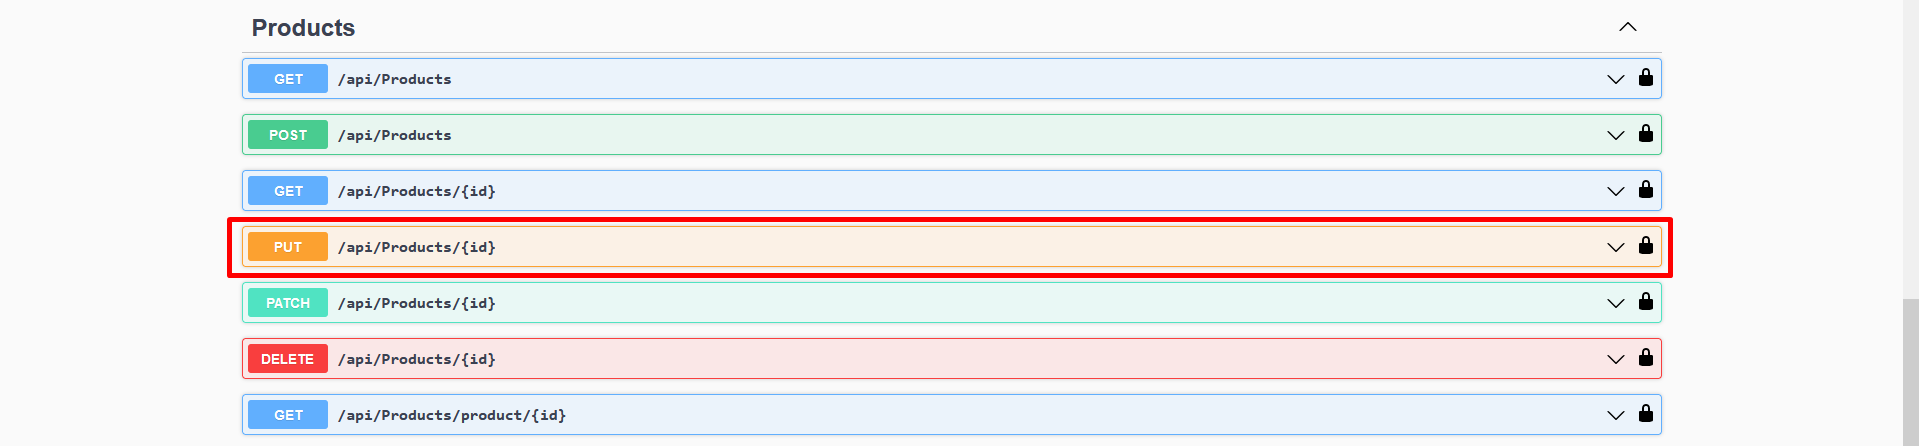 Products
GET /api/Products
POST /api/Products
GET /api/Products/{id}
PUT /api/Products/{id}
PATCH /api/Products/{id}
DELETE /api/Products/{id}
GET /api/Products/product/{id}